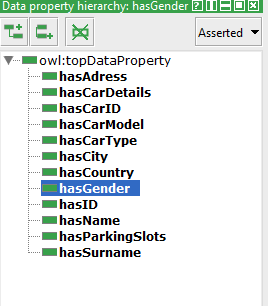 Data property hierarchy: hasGender
Asserted
owl:topDataProperty
hasAdress
hasCarDetails
hasCarID
hasCarModel
hasCarType
hasCity
hasCountry
hasGender
hasID
hasName
hasParkingSlots
hasSurname